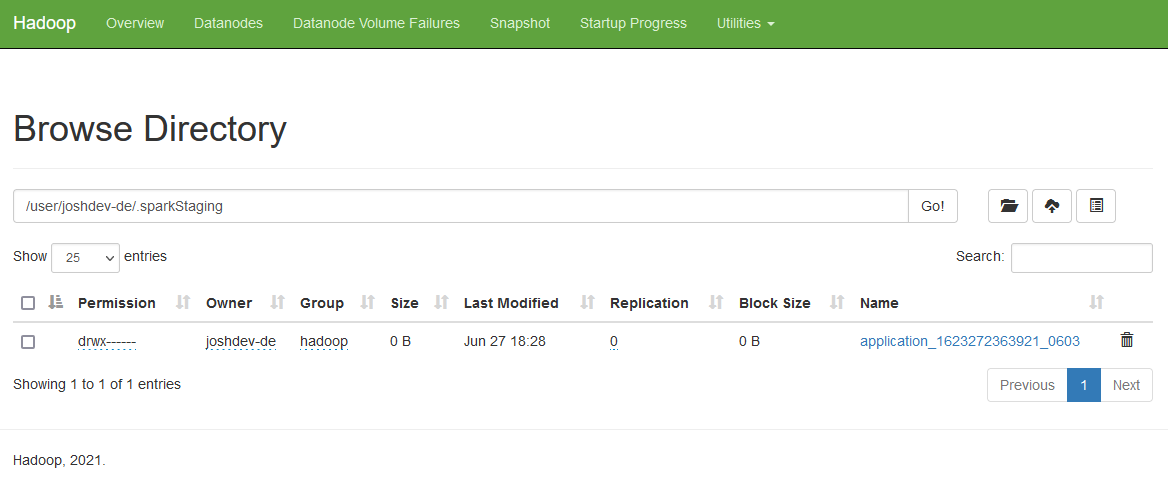 Hadoop Overview Datanodes Datanode Volume Failures Snapshot Startup Progress Utilities
Browse Directory
/user/joshdev-de/.sparkStaging Go!
Show 25 entries Search:
Permission Owner Group Size Last Modified Replication Block Size Name
drwx------ joshdev-de hadoop 0 B Jun 27 18:28 0 0 B application_1623272363921_0603
Showing 1 to 1 of 1 entries Previous 1 Next
Hadoop, 2021.